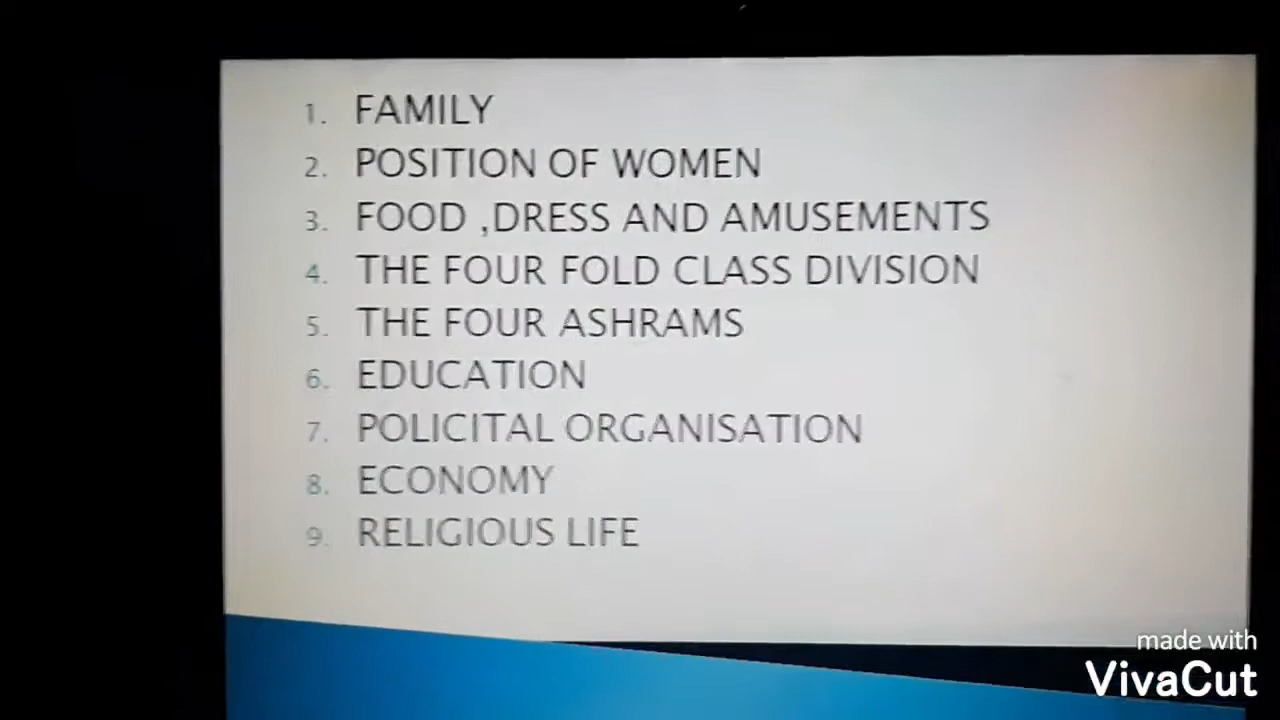 1. FAMILY
2. POSITION OF WOMEN
3. FOOD ,DRESS AND AMUSEMENTS
4. THE FOUR FOLD CLASS DIVISION
5. THE FOUR ASHRAMS
6. EDUCATION
7. POLICITAL ORGANISATION
8. ECONOMY
9. RELIGIOUS LIFE
made with
VivaCut